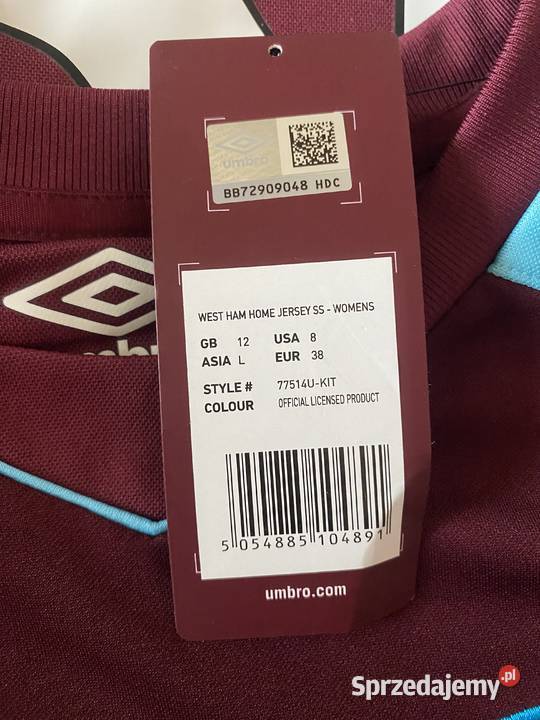 umbro
BB72909048 HDC
WEST HAM HOME JERSEY SS - WOMENS
GB 12 USA 8
ASIA L EUR 38
STYLE # 77514U-KIT
COLOUR OFFICIAL LICENSED PRODUCT
5 054885 104891
umbro.com
Sprzedajemy.pl